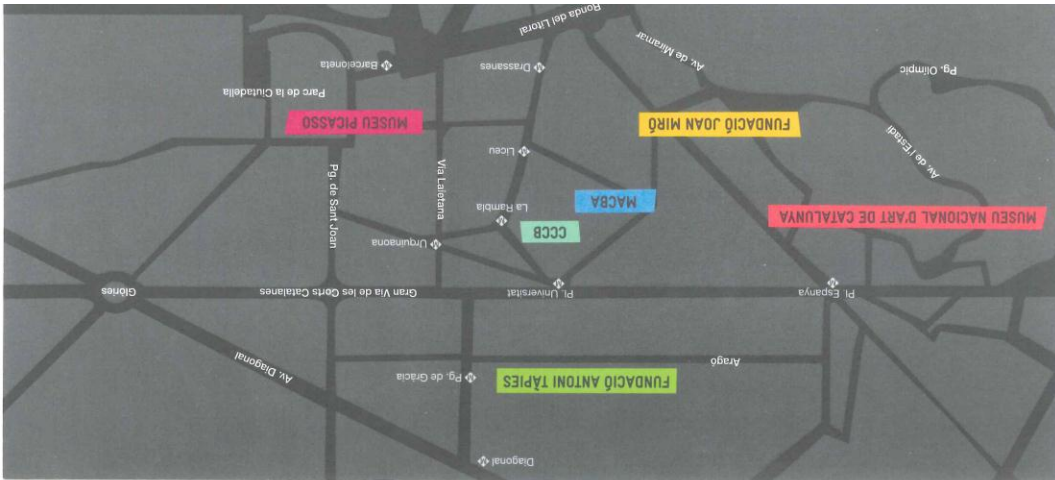 Diagonal
FUNDACIÓ ANTONI TÀPIES
Pg. de Gràcia
Av. Diagonal
Aragó
Pl. Espanya
Pl. Universitat
Gran Via de les Corts Catalanes
Glòries
CCCB
Urquinaona
MUSEU NACIONAL D'ART DE CATALUNYA
La Rambla
MACBA
Via Laietana
Pg. de Sant Joan
Liceu
Av. de l'Estadi
FUNDACIÓ JOAN MIRÓ
MUSEU PICASSO
Parc de la Ciutadella
Pg. Olímpic
Drassanes
Barceloneta
Av. de Miramar
Ronda del Litoral